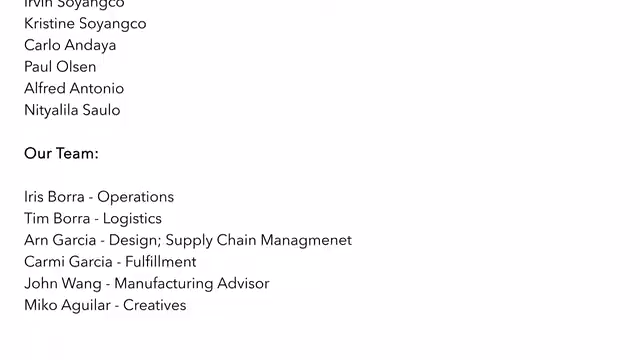 Irvin Soyangco
Kristine Soyangco
Carlo Andaya
Paul Olsen
Alfred Antonio
Nityalila Saulo
Our Team:
Iris Borra - Operations
Tim Borra - Logistics
Arn Garcia - Design; Supply Chain Managmenet
Carmi Garcia - Fulfillment
John Wang - Manufacturing Advisor
Miko Aguilar - Creatives